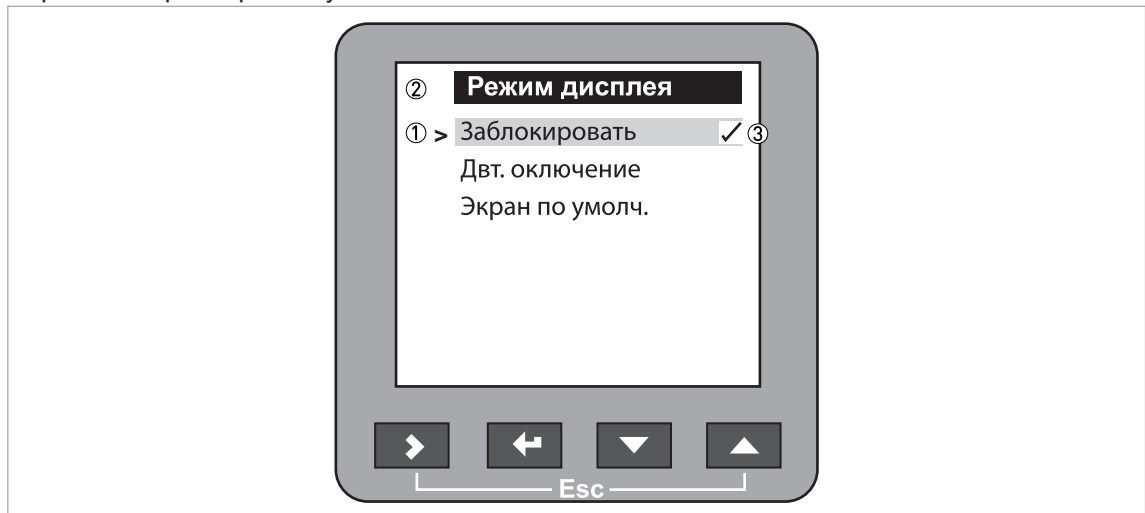 ② Режим дисплея
① > Заблокировать ✓ ③
Двт. оключение
Экран по умолч.
Esc